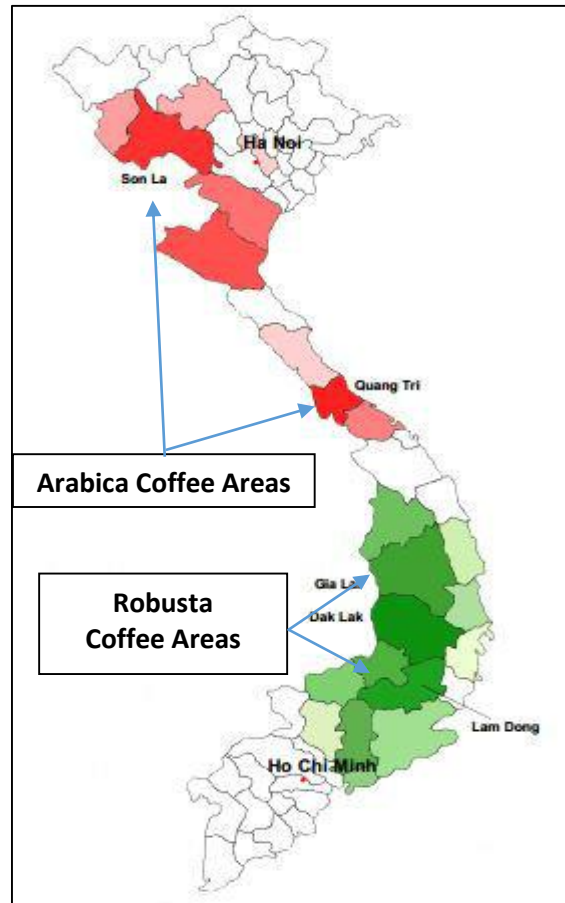 Ha Noi
Son La
Quang Tri
Arabica Coffee Areas
Robusta
Coffee Areas
Gia La
Dak Lak
Lam Dong
Ho Chi Minh